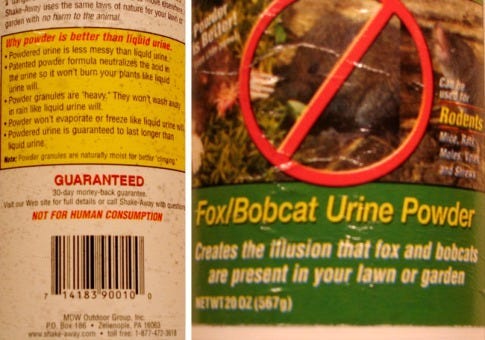 Shake-Away uses the same laws of nature for your lawn or
garden with no harm to the animal.
Why powder is better than liquid urine.
• Powdered urine is less messy than liquid urine.
• Patented powder formula neutralizes the acid in
the urine so it won't burn your plants like liquid
urine will.
• Powder granules are "heavy." They won't wash away
in rain like liquid urine will.
• Powder won't evaporate or freeze like liquid urine will
• Powdered urine is guaranteed to last longer than
liquid urine.
Note: Powder granules are naturally moist for better "clinging."
GUARANTEED
30-day money-back guarantee.
Visit our Web site for full details or call Shake-Away with questions
NOT FOR HUMAN CONSUMPTION
7 14183 90010 0
MDW Outdoor Group, Inc.
P.O. Box 186 • Zelienople, PA 16063
www.shake-away.com • toll free: 1-877-472-3618
Powder
is Better!
Can be
used for
Rodents
Mice, Rats,
Moles, Voles
and Shrews
Fox/Bobcat Urine Powder
Creates the illusion that fox and bobcats
are present in your lawn or garden
NET WT 20 OZ (567g)